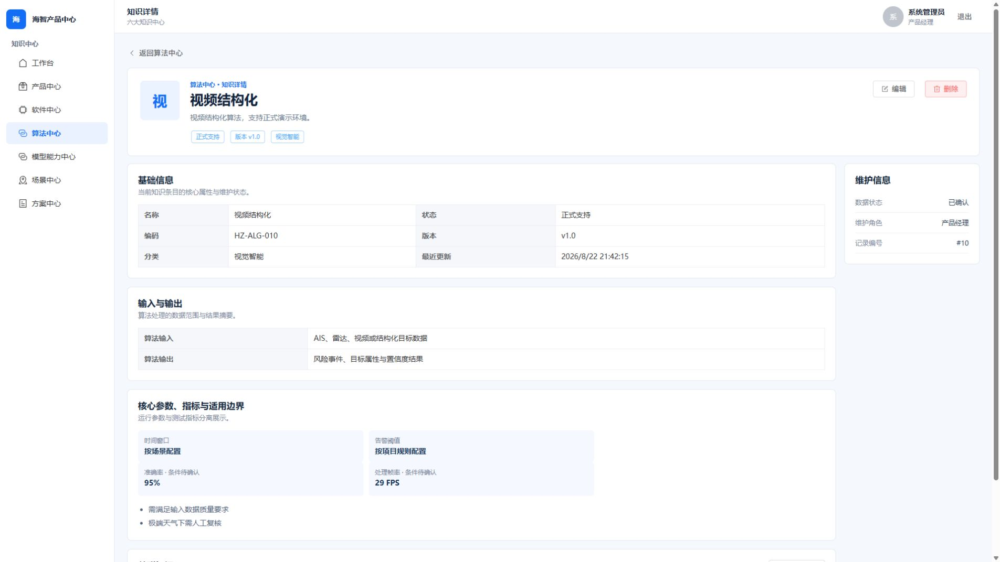 海 海智产品中心
知识中心
工作台
产品中心
软件中心
算法中心
模型能力中心
场景中心
方案中心
知识详情
六大知识中心
系 系统管理员
产品经理
退出
返回算法中心
视
算法中心・知识详情
视频结构化
视频结构化算法，支持正式演示环境。
正式支持 版本 v1.0 视觉智能
编辑 删除
基础信息
当前知识条目的核心属性与维护状态。
名称 视频结构化 状态 正式支持
编码 HZ-ALG-010 版本 v1.0
分类 视觉智能 最近更新 2026/8/22 21:42:15
维护信息
数据状态 已确认
维护角色 产品经理
记录编号 #10
输入与输出
算法处理的数据范围与结果摘要。
算法输入 AIS、雷达、视频或结构化目标数据
算法输出 风险事件、目标属性与置信度结果
核心参数、指标与适用边界
运行参数与测试指标分离展示。
时间窗口
按场景配置
告警阈值
按项目规则配置
准确率 · 条件待确认
95%
处理帧率 · 条件待确认
29 FPS
需满足输入数据质量要求
极端天气下需人工复核